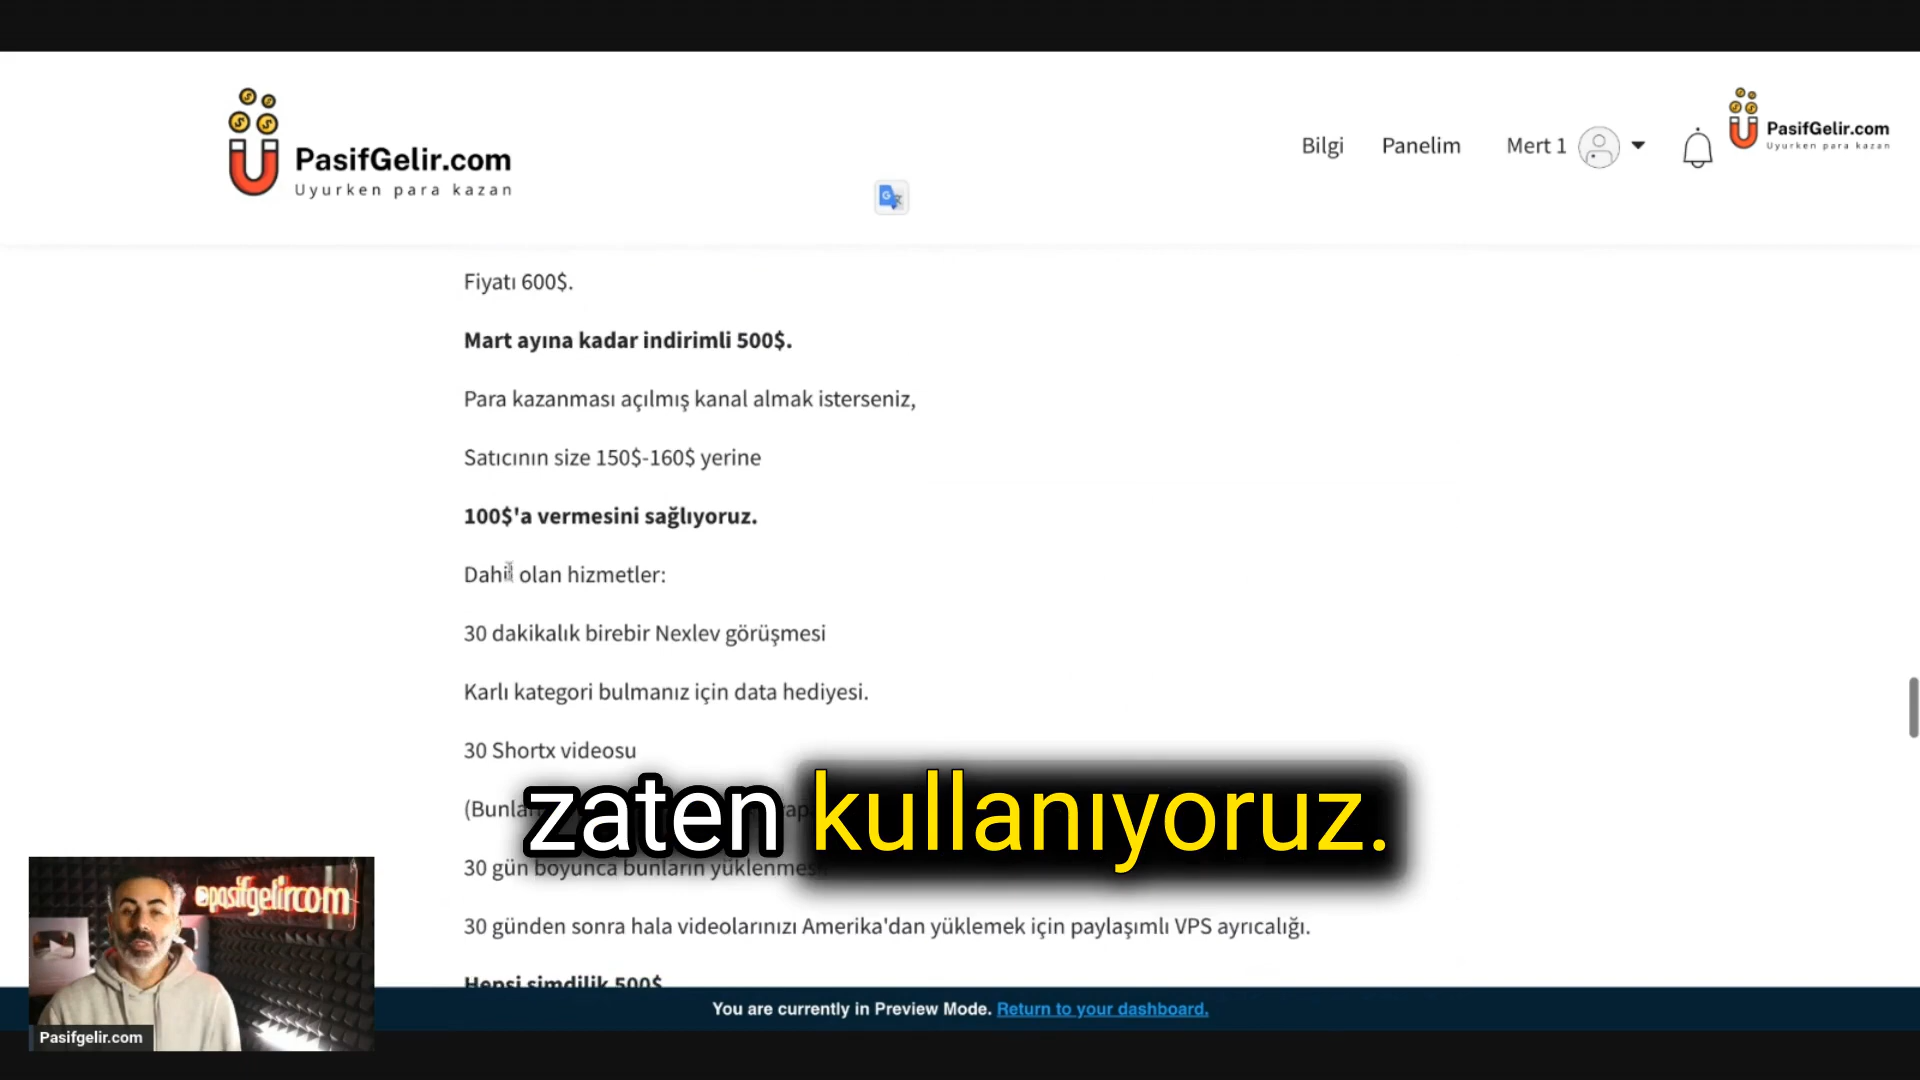 PasifGelir.com
Uyurken para kazan
Bilgi
Panelim
Mert 1
PasifGelir.com
Uyurken para kazan
Fiyatı 600$.
Mart ayına kadar indirimli 500$.
Para kazanması açılmış kanal almak isterseniz,
Satıcının size 150$-160$ yerine
100$'a vermesini sağlıyoruz.
Dahil olan hizmetler:
30 dakikalık birebir Nexlev görüşmesi
Karlı kategori bulmanız için data hediyesi.
30 Shortx videosu
zaten kullanıyoruz.
30 gün boyunca bunların
30 günden sonra hala videolarınızı Amerika'dan yüklemek için paylaşımlı VPS ayrıcalığı.
Hepsi şimdilik 500$
@pasifgelircom
Pasifgelir.com
You are currently in Preview Mode. Return to your dashboard.